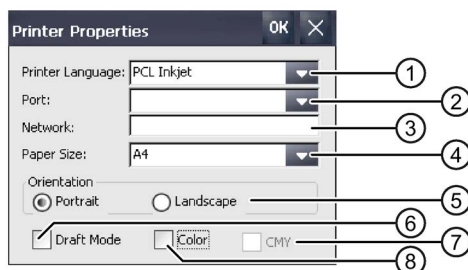 Printer Properties OK
Printer Language: PCL Inkjet 1
Port: 2
Network: 3
Paper Size: A4 4
Orientation
Portrait Landscape 5
6
Draft Mode Color CMY 7
8